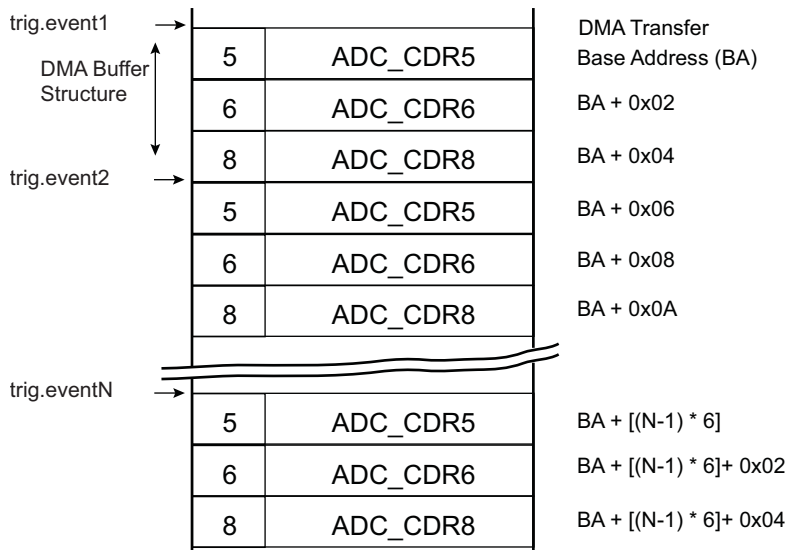 trig.event1
DMA Transfer
5 ADC_CDR5 Base Address (BA)
DMA Buffer
Structure
6 ADC_CDR6 BA + 0x02
8 ADC_CDR8 BA + 0x04
trig.event2
5 ADC_CDR5 BA + 0x06
6 ADC_CDR6 BA + 0x08
8 ADC_CDR8 BA + 0x0A
trig.eventN
5 ADC_CDR5 BA + [(N-1) * 6]
6 ADC_CDR6 BA + [(N-1) * 6]+ 0x02
8 ADC_CDR8 BA + [(N-1) * 6]+ 0x04